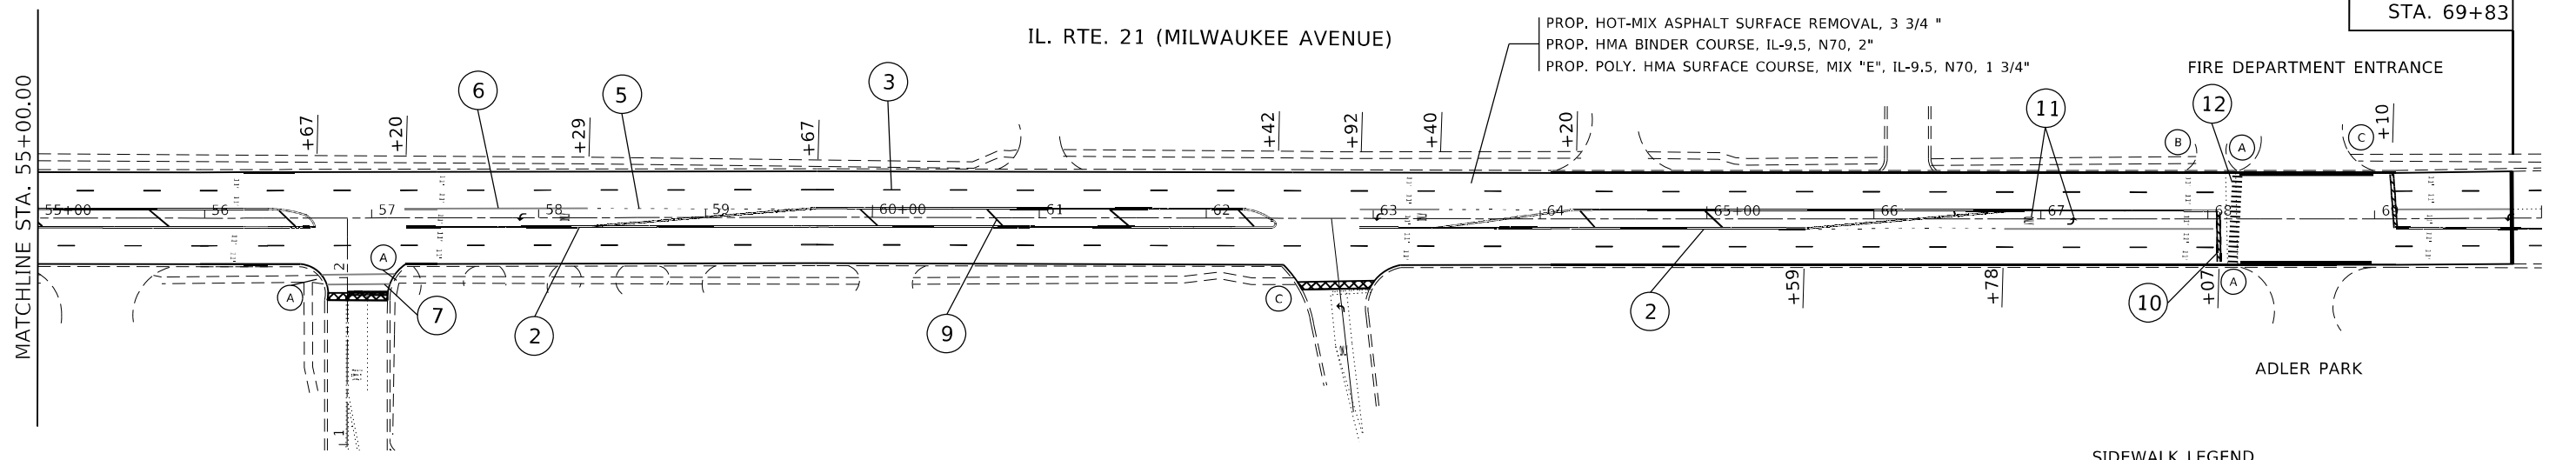 STA. 69+83
IL. RTE. 21 (MILWAUKEE AVENUE)
PROP. HOT-MIX ASPHALT SURFACE REMOVAL, 3 3/4 "
PROP. HMA BINDER COURSE, IL-9.5, N70, 2"
PROP. POLY. HMA SURFACE COURSE, MIX "E", IL-9.5, N70, 1 3/4"
FIRE DEPARTMENT ENTRANCE
MATCHLINE STA. 55+00.00
6
5
3
11
12
+67
+20
+29
+67
+42
+92
+40
+20
+10
B
A
C
55+00
56
57
58
59
60+00
61
62
63
64
65+00
66
67
68
6
A
2
A
7
2
9
C
2
+59
+78
10
+07
A
1
ADLER PARK
SIDEWALK LEGEND